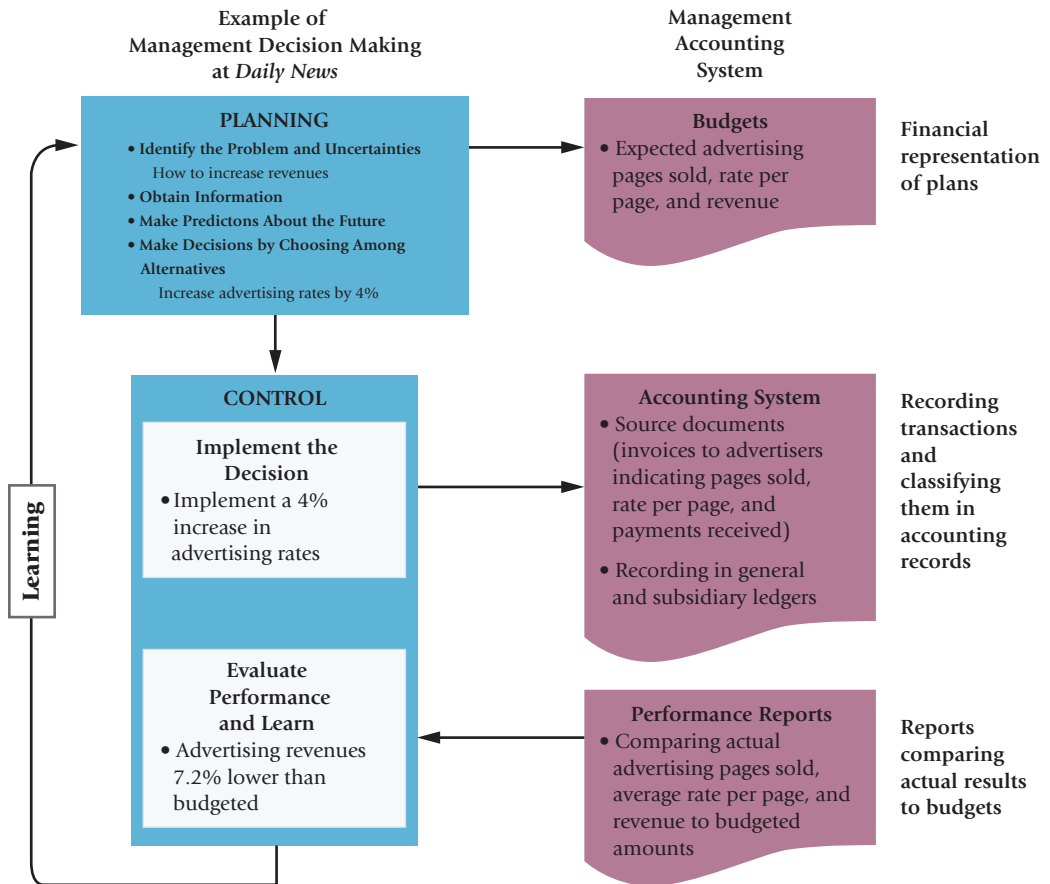 Example of
Management Decision Making
at Daily News
Management
Accounting
System
PLANNING
• Identify the Problem and Uncertainties
How to increase revenues
• Obtain Information
• Make Predictons About the Future
• Make Decisions by Choosing Among
Alternatives
Increase advertising rates by 4%
Budgets
• Expected advertising
pages sold, rate per
page, and revenue
Financial
representation
of plans
CONTROL
Implement the
Decision
• Implement a 4%
increase in
advertising rates
Accounting System
• Source documents
(invoices to advertisers
indicating pages sold,
rate per page, and
payments received)
• Recording in general
and subsidiary ledgers
Recording
transactions
and
classifying
them in
accounting
records
Learning
Evaluate
Performance
and Learn
• Advertising revenues
7.2% lower than
budgeted
Performance Reports
• Comparing actual
advertising pages sold,
average rate per page, and
revenue to budgeted
amounts
Reports
comparing
actual results
to budgets